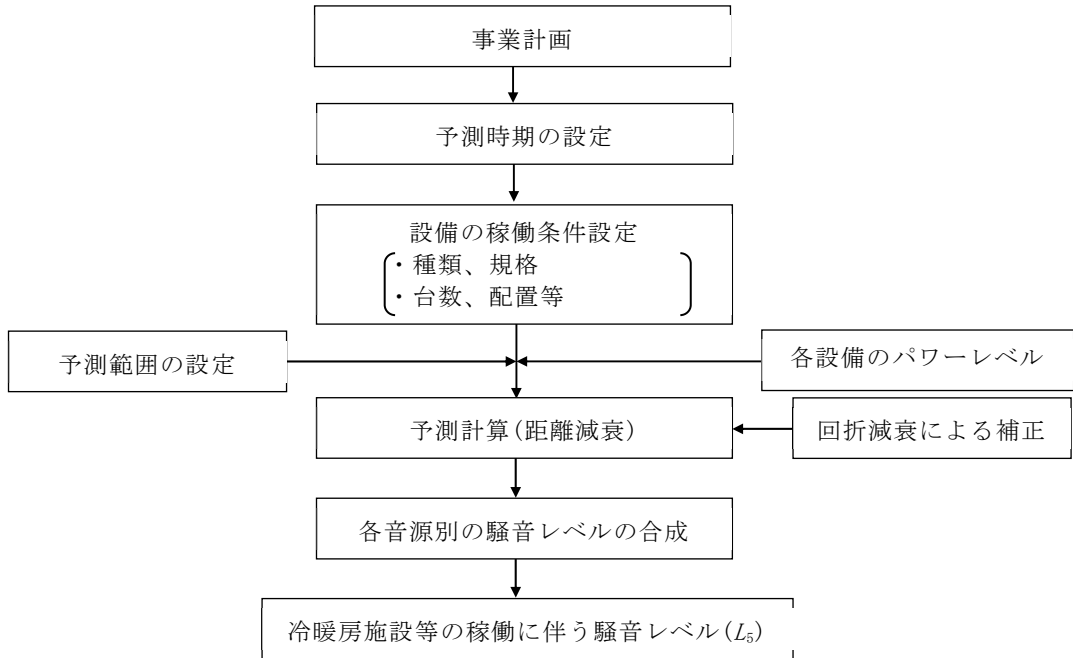 事業計画
予測時期の設定
設備の稼働条件設定
・種類、規格
・台数、配置等
予測範囲の設定
各設備のパワーレベル
予測計算(距離減衰)
回折減衰による補正
各音源別の騒音レベルの合成
冷暖房施設等の稼働に伴う騒音レベル(L₅)